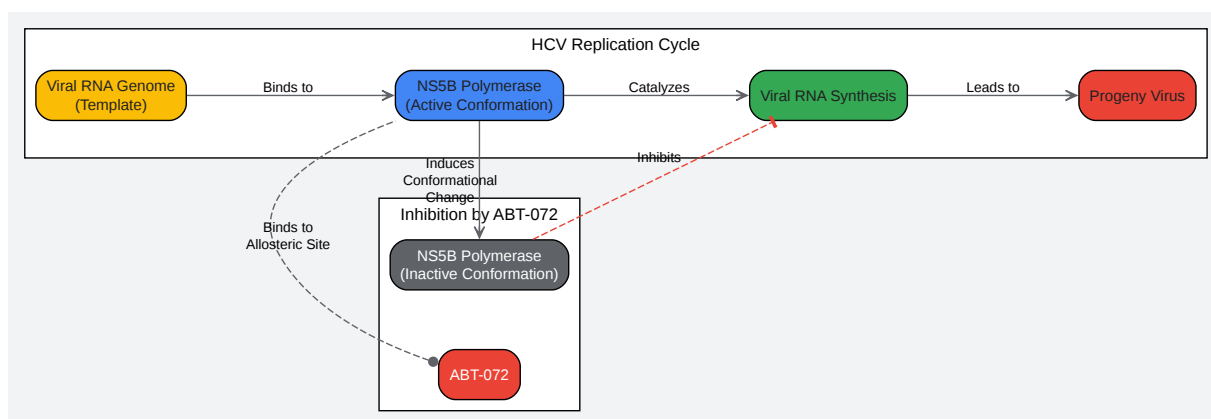 HCV Replication Cycle
Viral RNA Genome
(Template)
Binds to
NS5B Polymerase
(Active Conformation)
Catalyzes
Viral RNA Synthesis
Leads to
Progeny Virus
Induces
Conformational
Change
Inhibits
Inhibition by ABT-072
Binds to
Allosteric Site
NS5B Polymerase
(Inactive Conformation)
ABT-072